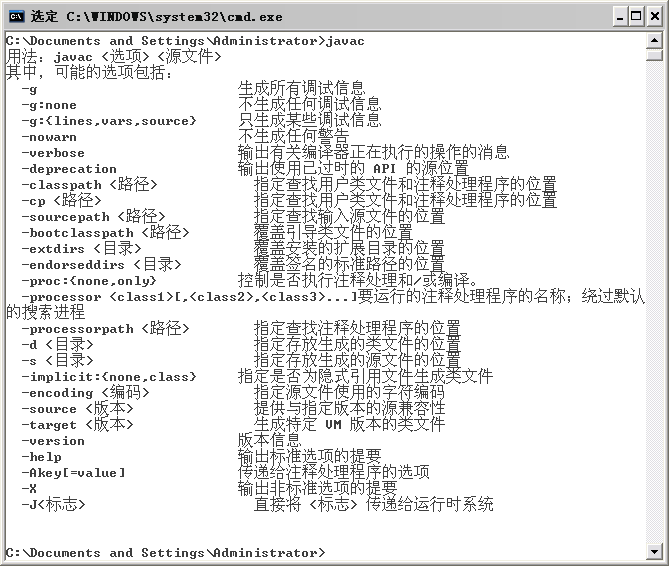 选定 C:\WINDOWS\system32\cmd.exe
C:\Documents and Settings\Administrator>javac
用法：javac <选项> <源文件>
其中，可能的选项包括：
-g 生成所有调试信息
-g:none 不生成任何调试信息
-g:{lines,vars,source} 只生成某些调试信息
-nowarn 不生成任何警告
-verbose 输出有关编译器正在执行的操作的消息
-deprecation 输出使用已过时的 API 的源位置
-classpath <路径> 指定查找用户类文件和注释处理程序的位置
-cp <路径> 指定查找用户类文件和注释处理程序的位置
-sourcepath <路径> 指定查找输入源文件的位置
-bootclasspath <路径> 覆盖引导类文件的位置
-extdirs <目录> 覆盖安装的扩展目录的位置
-endorseddirs <目录> 覆盖签名的标准路径的位置
-proc:{none,only} 控制是否执行注释处理和/或编译。
-processor <class1>[,<class2>,<class3>...]要运行的注释处理程序的名称；绕过默认
的搜索进程
-processorpath <路径> 指定查找注释处理程序的位置
-d <目录> 指定存放生成的类文件的位置
-s <目录> 指定存放生成的源文件的位置
-implicit:{none,class} 指定是否为隐式引用文件生成类文件
-encoding <编码> 指定源文件使用的字符编码
-source <版本> 提供与指定版本的源兼容性
-target <版本> 生成特定 VM 版本的类文件
-version 版本信息
-help 输出标准选项的提要
-Akey[=value] 传递给注释处理程序的选项
-X 输出非标准选项的提要
-J<标志> 直接将 <标志> 传递给运行时系统
C:\Documents and Settings\Administrator>